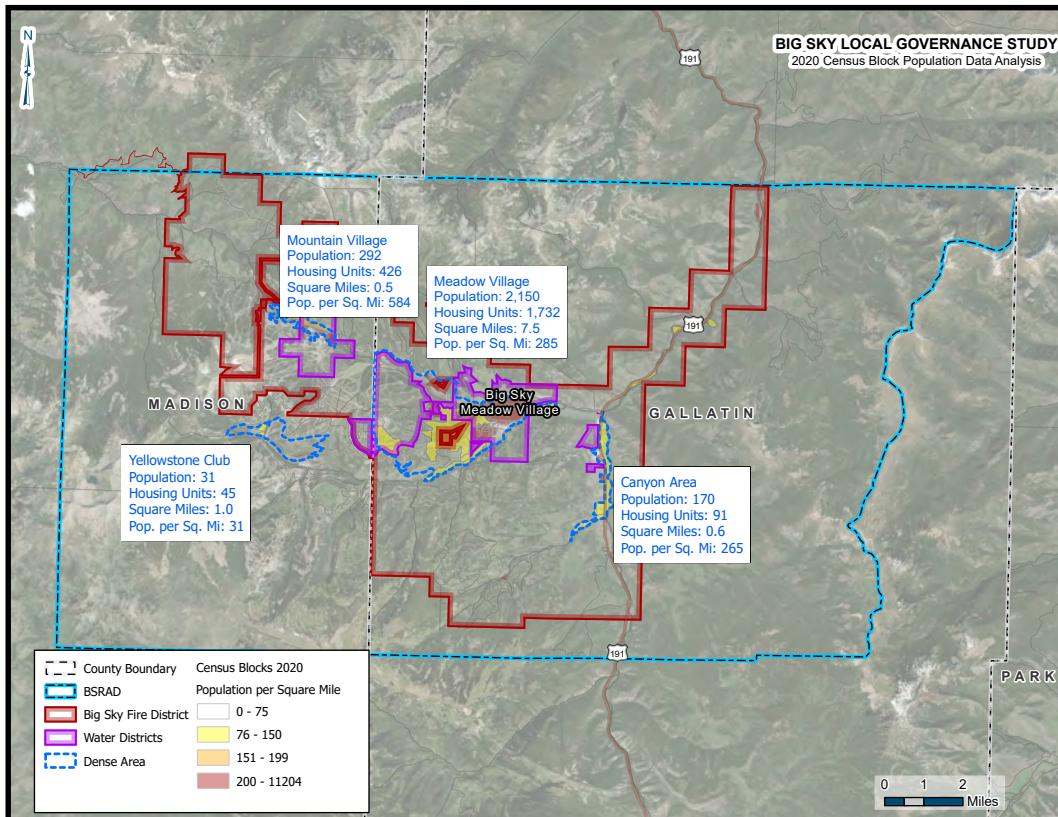 N
BIG SKY LOCAL GOVERNANCE STUDY
2020 Census Block Population Data Analysis
191
Mountain Village
Population: 292
Housing Units: 426
Square Miles: 0.5
Pop. per Sq. Mi: 584
Meadow Village
Population: 2,150
Housing Units: 1,732
Square Miles: 7.5
Pop. per Sq. Mi: 285
191
MADISON
Big Sky
Meadow Village
GALLATIN
Yellowstone Club
Population: 31
Housing Units: 45
Square Miles: 1.0
Pop. per Sq. Mi: 31
Canyon Area
Population: 170
Housing Units: 91
Square Miles: 0.6
Pop. per Sq. Mi: 265
191
PARK
County Boundary
BSRAD
Big Sky Fire District
Water Districts
Dense Area
Census Blocks 2020
Population per Square Mile
0 - 75
76 - 150
151 - 199
200 - 11204
0 1 2
Miles